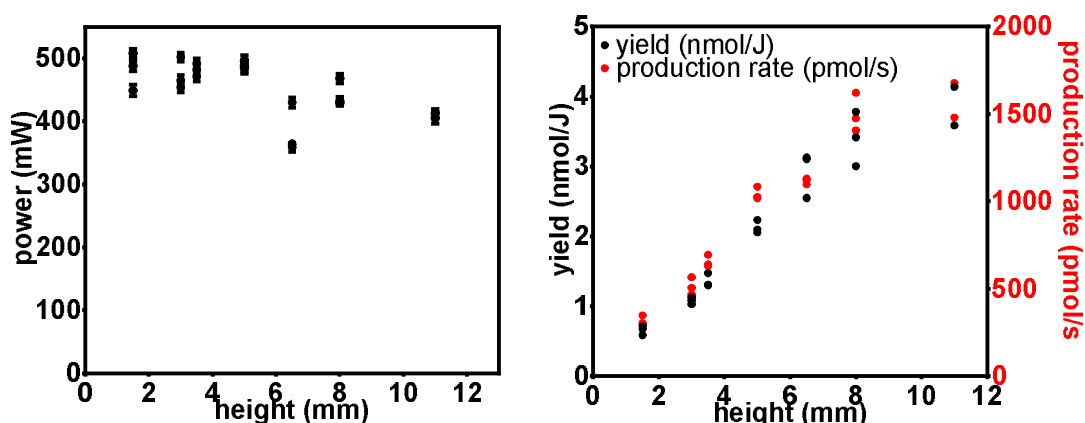 power (mW)
500
400
300
200
100
0
0 2 4 6 8 10 12
height (mm)
yield (nmol/J)
5
4
3
2
1
0
yield (nmol/J)
production rate (pmol/s)
0 2 4 6 8 10 12
height (mm)
2000
1500
1000
500
0
production rate (pmol/s